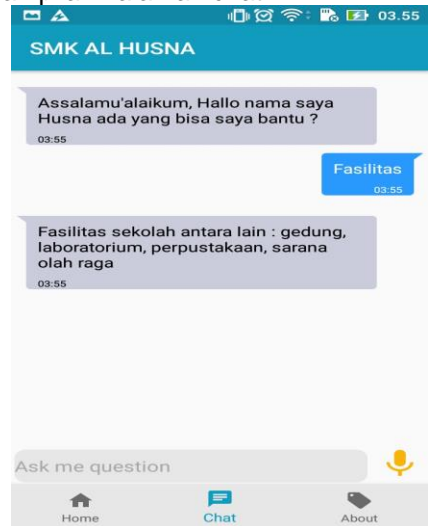 03.55
SMK AL HUSNA
Assalamu'alaikum, Hallo nama saya
Husna ada yang bisa saya bantu ?
03:55
Fasilitas
03:55
Fasilitas sekolah antara lain : gedung,
laboratorium, perpustakaan, sarana
olah raga
03:55
Ask me question
Home
Chat
About